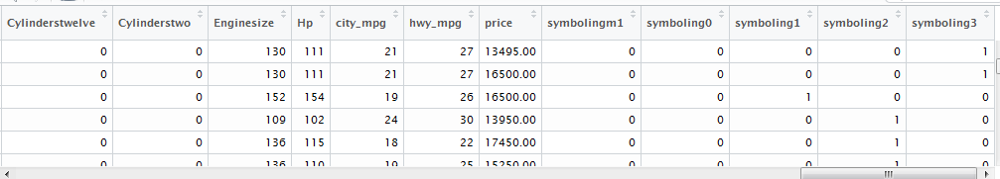 Cylinderstwelve Cylinderstwo Enginesize Hp city_mpg hwy_mpg price symbolingm1 symboling0 symboling1 symboling2 symboling3
0 0 130 111 21 27 13495.00 0 0 0 0 1
0 0 130 111 21 27 16500.00 0 0 0 0 1
0 0 152 154 19 26 16500.00 0 0 1 0 0
0 0 109 102 24 30 13950.00 0 0 0 1 0
0 0 136 115 18 22 17450.00 0 0 0 1 0
0 0 136 110 19 25 15250.00 0 0 0 1 0